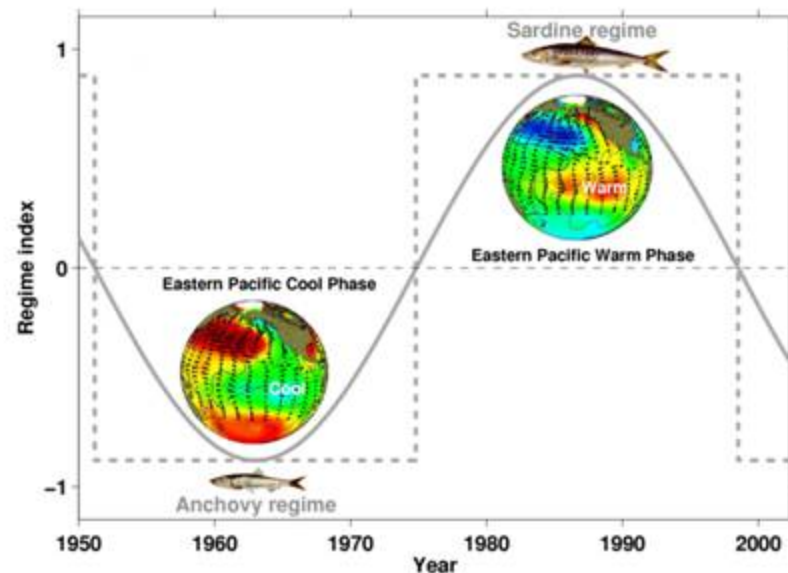 Sardine regime
1
Warm
Eastern Pacific Warm Phase
0
Eastern Pacific Cool Phase
Cool
−1
Anchovy regime
1950 1960 1970 1980 1990 2000
Year
Regime index